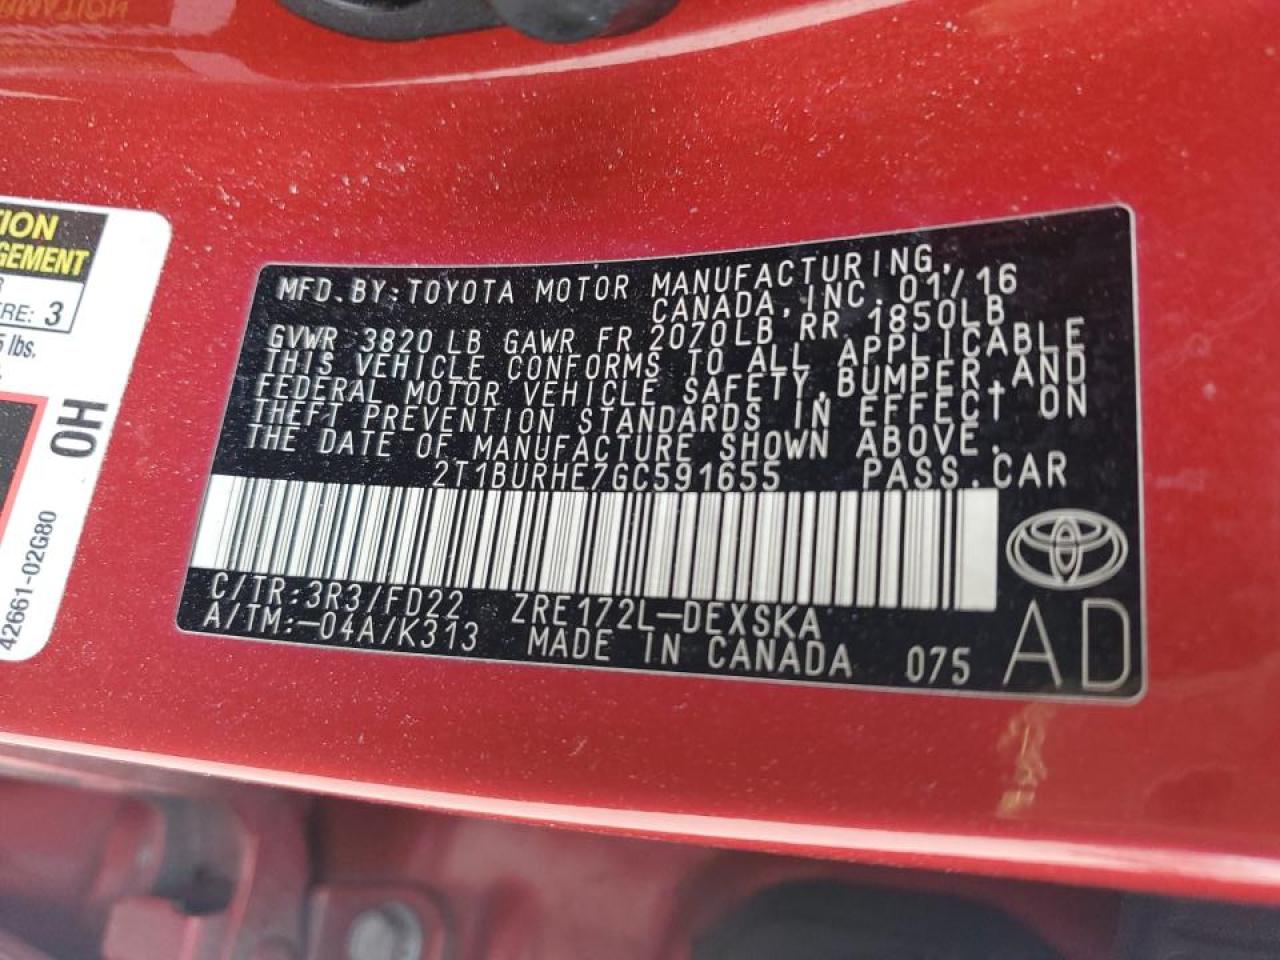 TION
GEMENT
RE: 3
5 lbs.
OH
42661-02G80
MFD. BY: TOYOTA MOTOR MANUFACTURING,
CANADA, INC. 01/16
GVWR 3820 LB GAWR FR 2070LB RR 1850LB
THIS VEHICLE CONFORMS TO ALL APPLICABLE
FEDERAL MOTOR VEHICLE SAFETY, BUMPER, AND
THEFT PREVENTION STANDARDS IN EFFECT ON
THE DATE OF MANUFACTURE SHOWN ABOVE.
2T1BURHE7GC591655 PASS. CAR
C/TR: 3R3/FD22 ZRE172L-DEXSKA
A/TM: -04A/K313 MADE IN CANADA 075 AD